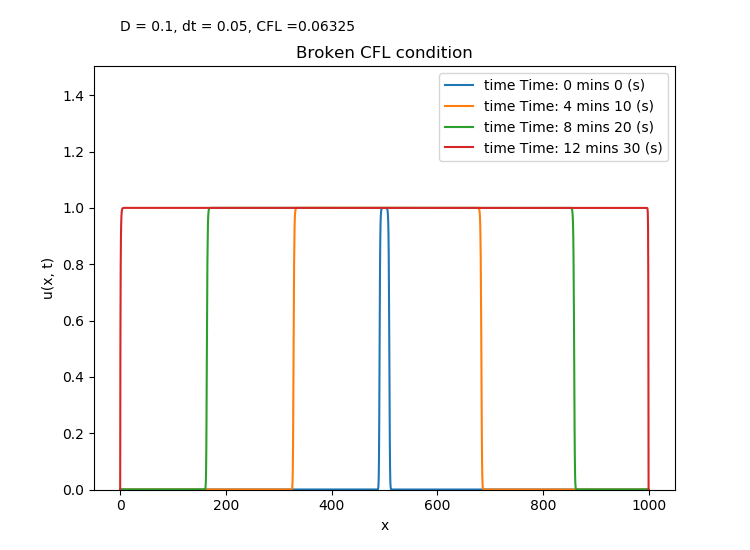 D = 0.1, dt = 0.05, CFL =0.06325
Broken CFL condition
time Time: 0 mins 0 (s)
time Time: 4 mins 10 (s)
time Time: 8 mins 20 (s)
time Time: 12 mins 30 (s)
1.4
1.2
1.0
0.8
0.6
0.4
0.2
0.0
u(x, t)
0 200 400 600 800 1000
x